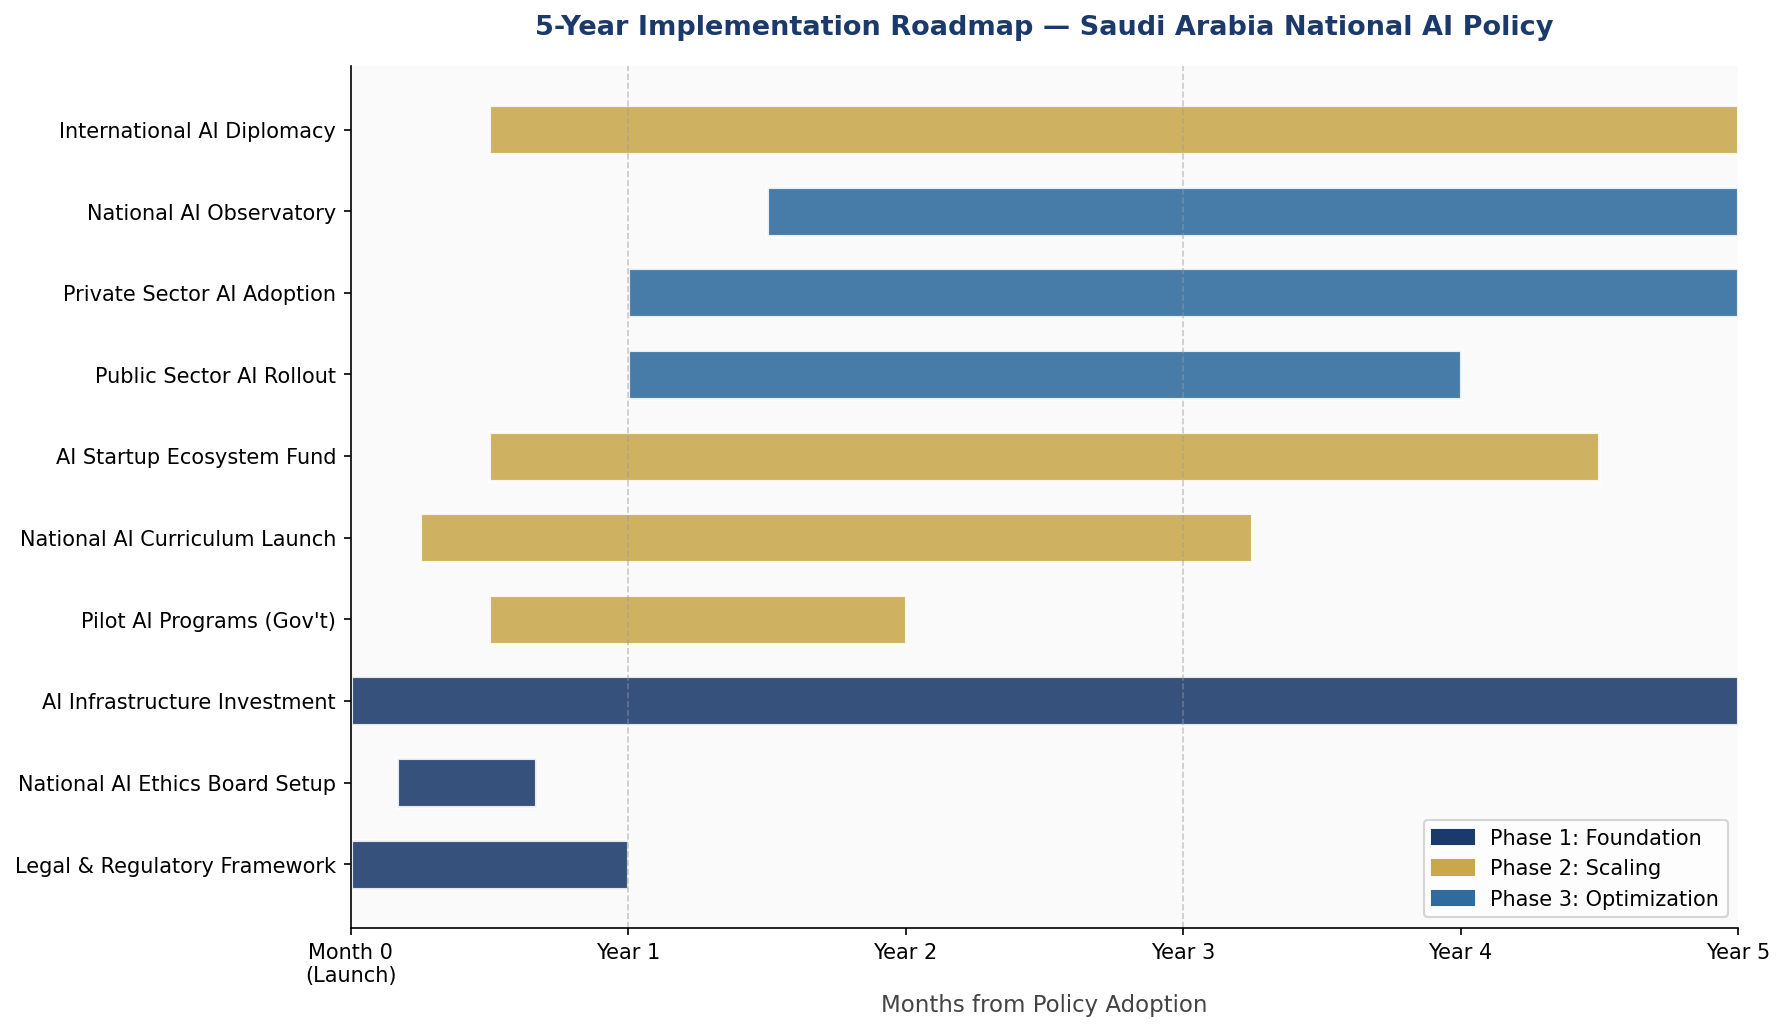 5-Year Implementation Roadmap — Saudi Arabia National AI Policy
International AI Diplomacy
National AI Observatory
Private Sector AI Adoption
Public Sector AI Rollout
AI Startup Ecosystem Fund
National AI Curriculum Launch
Pilot AI Programs (Gov't)
AI Infrastructure Investment
National AI Ethics Board Setup
Legal & Regulatory Framework
Phase 1: Foundation
Phase 2: Scaling
Phase 3: Optimization
Month 0
(Launch)
Year 1
Year 2
Year 3
Year 4
Year 5
Months from Policy Adoption